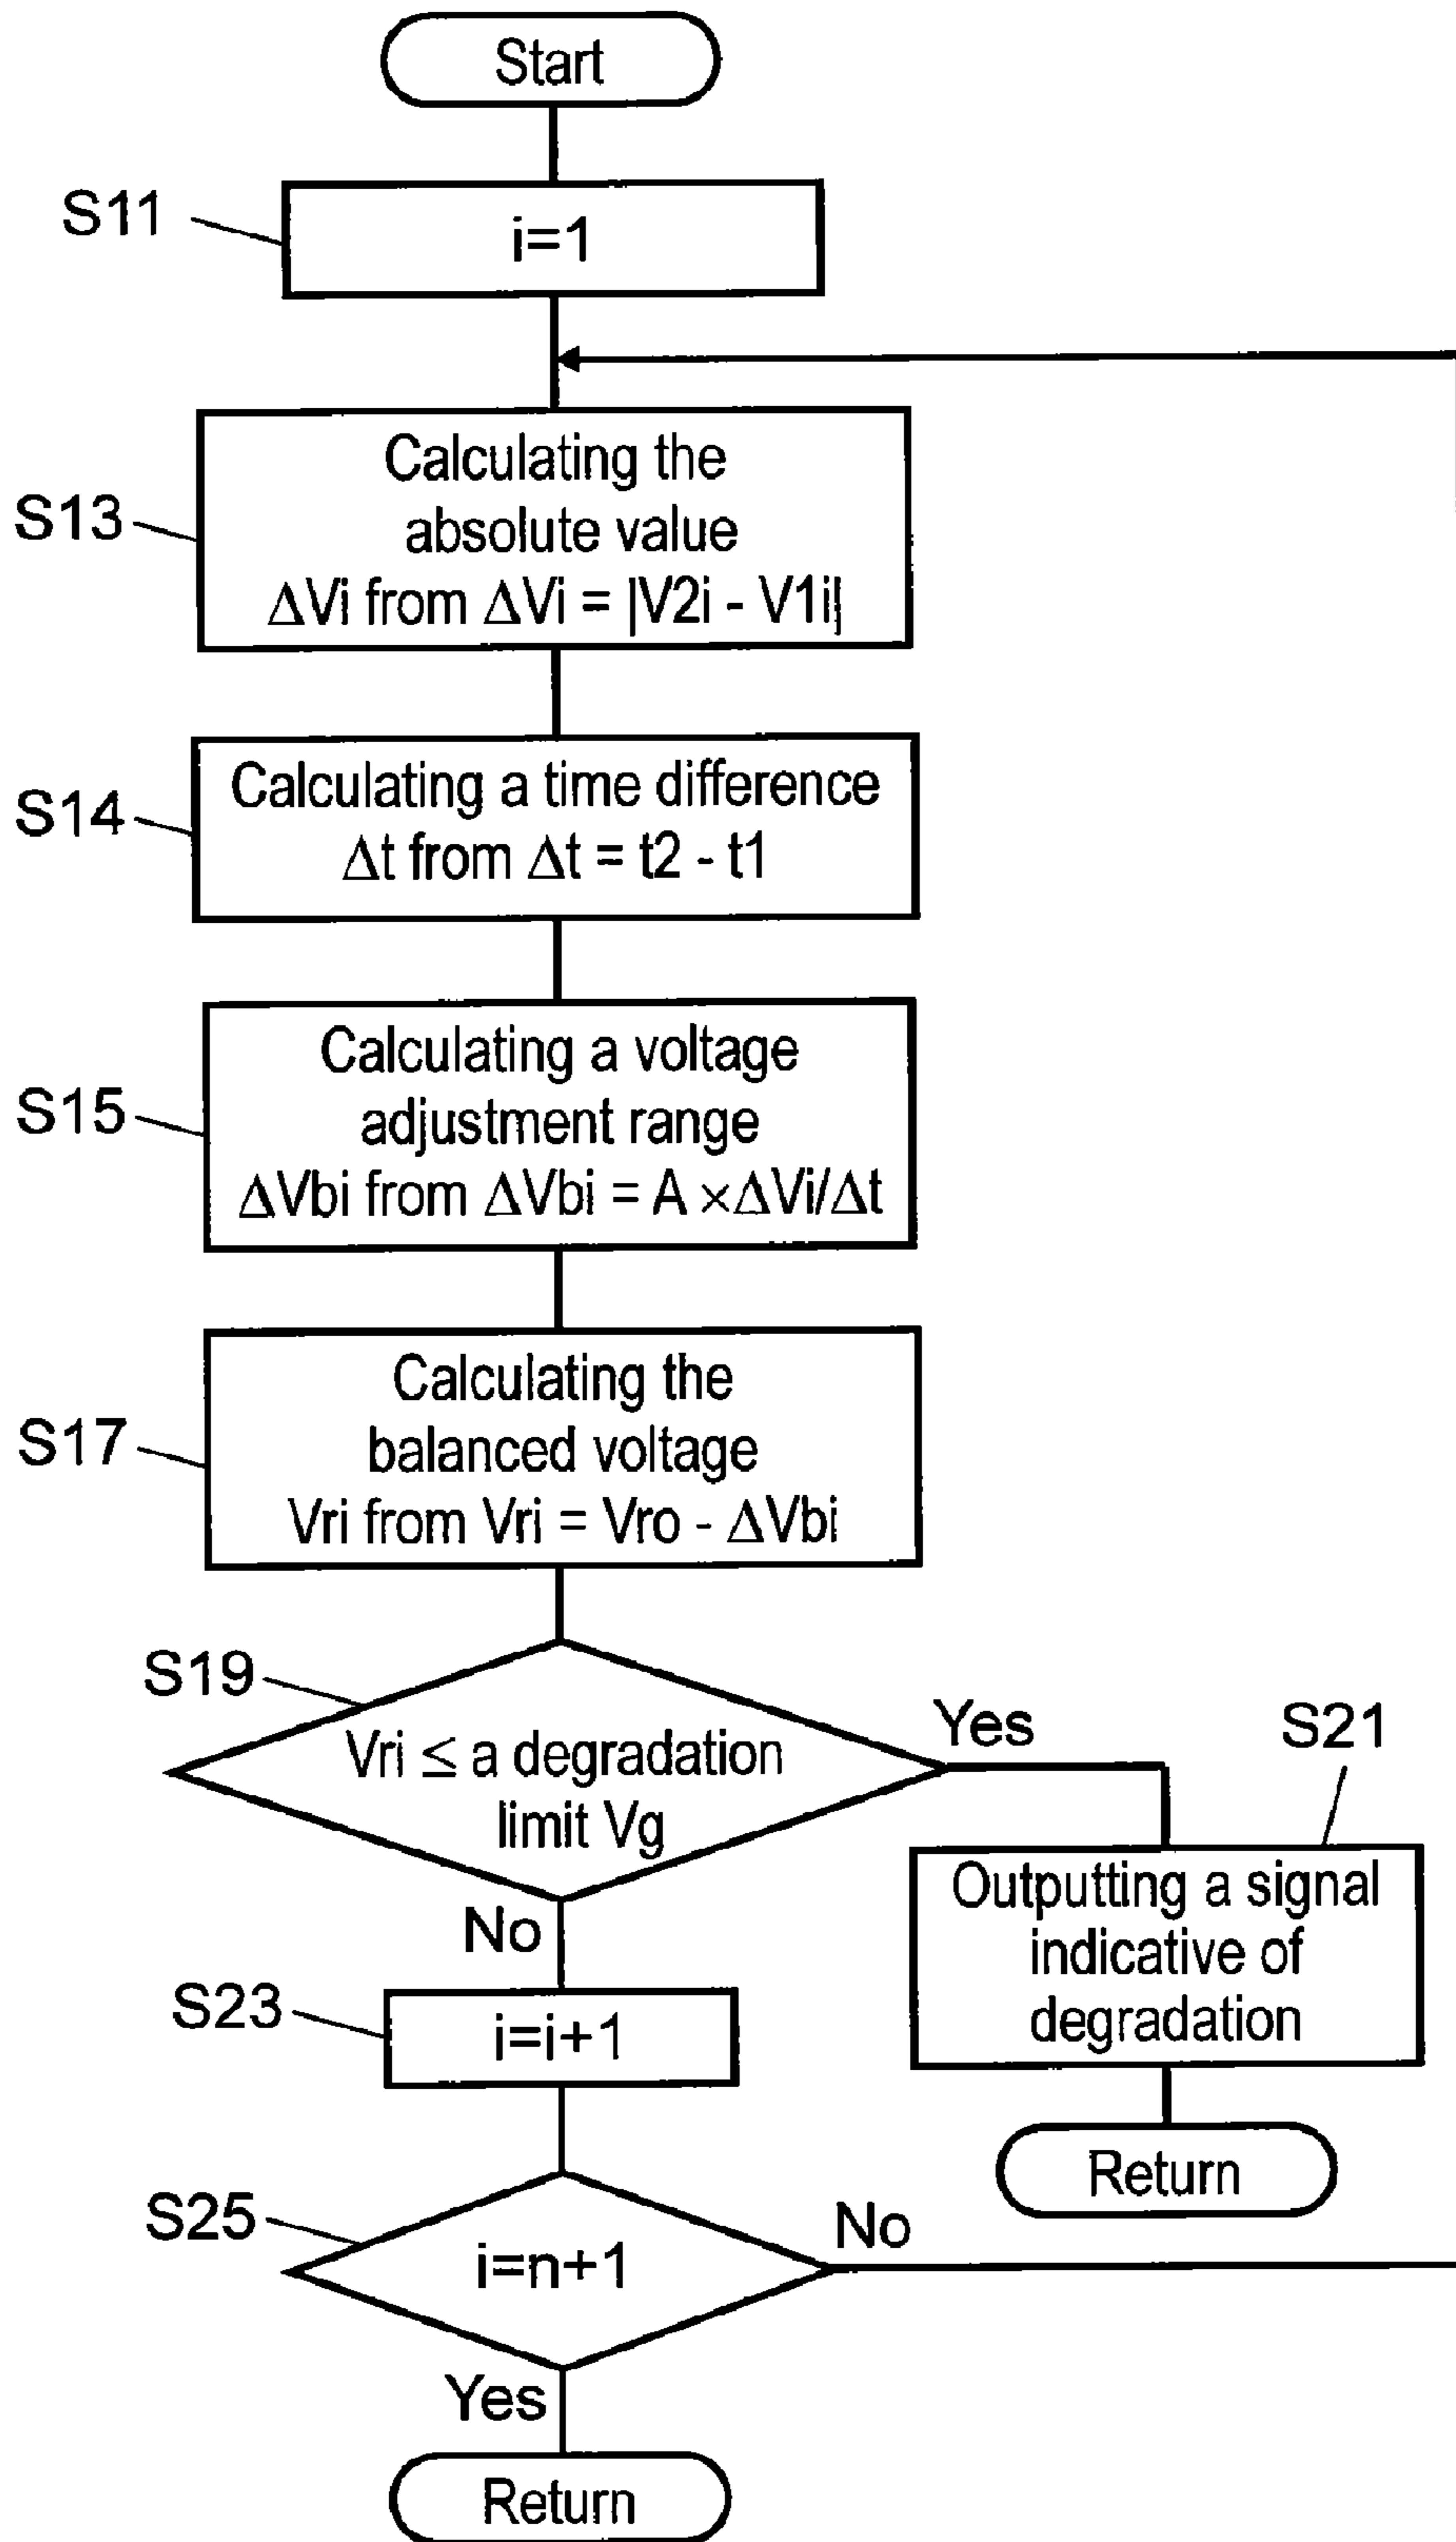 Start
S11
i=1
S13
Calculating the
absolute value
ΔVi from ΔVi = |V2i - V1i|
S14
Calculating a time difference
Δt from Δt = t2 - t1
S15
Calculating a voltage
adjustment range
ΔVbi from ΔVbi = A ×ΔVi/Δt
S17
Calculating the
balanced voltage
Vri from Vri = Vro - ΔVbi
S19
Vri ≤ a degradation
limit Vg
Yes
S21
Outputting a signal
indicative of
degradation
Return
No
S23
i=i+1
S25
i=n+1
No
Yes
Return